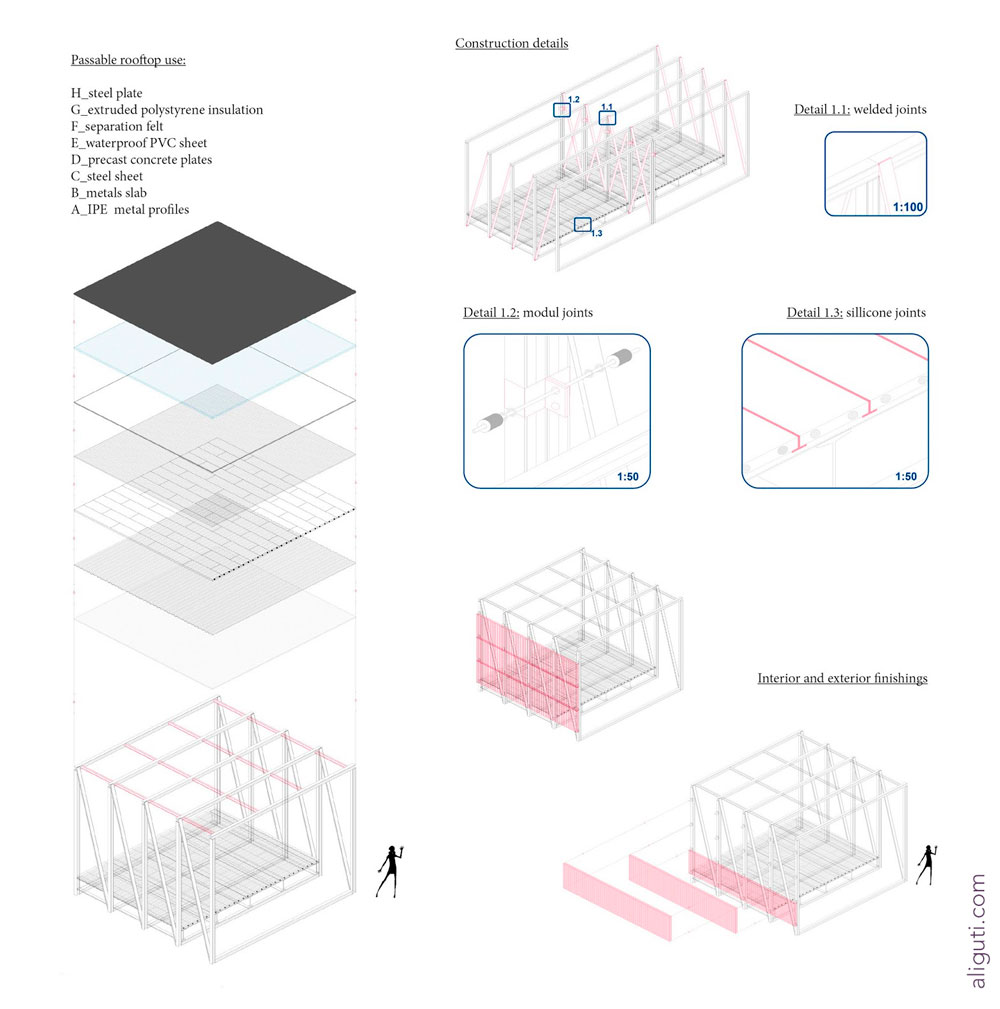 Passable rooftop use:
H_steel plate
G_extruded polystyrene insulation
F_separation felt
E_waterproof PVC sheet
D_precast concrete plates
C_steel sheet
B_metals slab
A_IPE  metal profiles
Construction details
1.2
1.1
1.3
Detail 1.1: welded joints
1:100
Detail 1.2: modul joints
1:50
Detail 1.3: sillicone joints
1:50
Interior and exterior finishings
aliguti.com